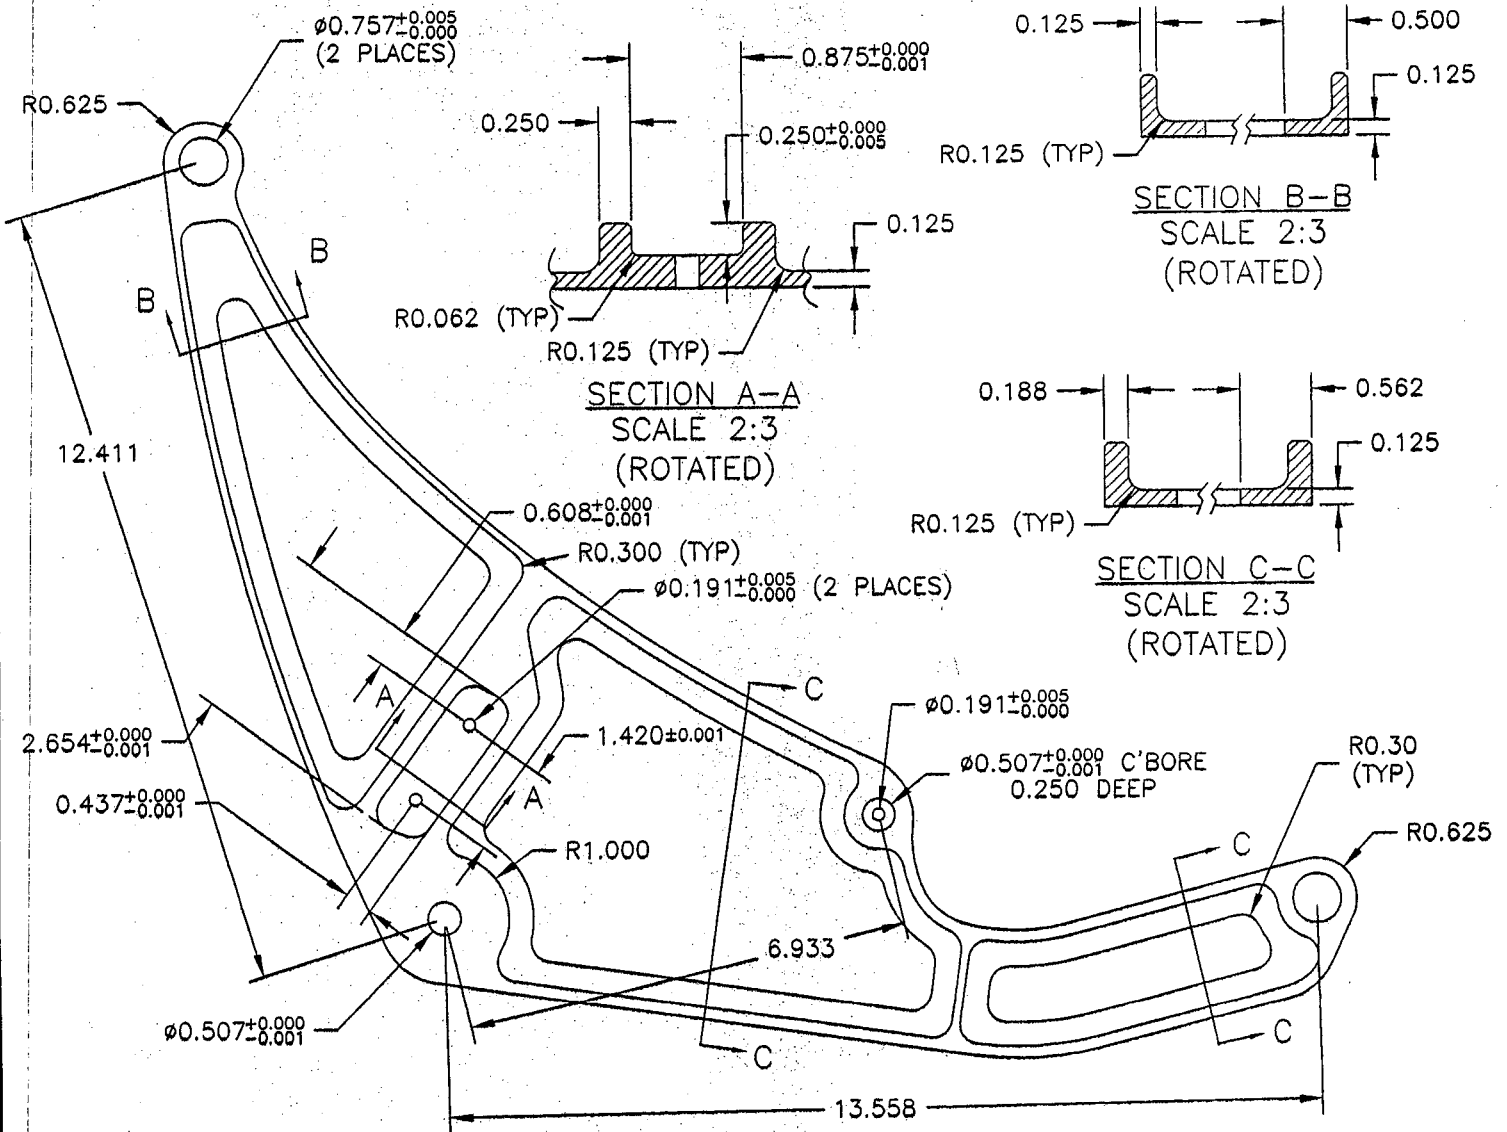 ø0.757+0.005
-0.000
(2 PLACES)
R0.625
0.875+0.000
-0.001
0.250
0.250+0.000
-0.005
0.125
R0.062 (TYP)
R0.125 (TYP)
SECTION A-A
SCALE 2:3
(ROTATED)
0.125
0.500
0.125
R0.125 (TYP)
SECTION B-B
SCALE 2:3
(ROTATED)
0.188
0.562
0.125
R0.125 (TYP)
SECTION C-C
SCALE 2:3
(ROTATED)
B
B
12.411
0.608+0.000
-0.001
R0.300 (TYP)
ø0.191+0.005
-0.000 (2 PLACES)
A
A
2.654+0.000
-0.001
1.420±0.001
0.437+0.000
-0.001
R1.000
C
ø0.191+0.005
-0.000
ø0.507+0.000
-0.001 C'BORE
0.250 DEEP
R0.30
(TYP)
R0.625
C
6.933
ø0.507+0.000
-0.001
C
C
13.558